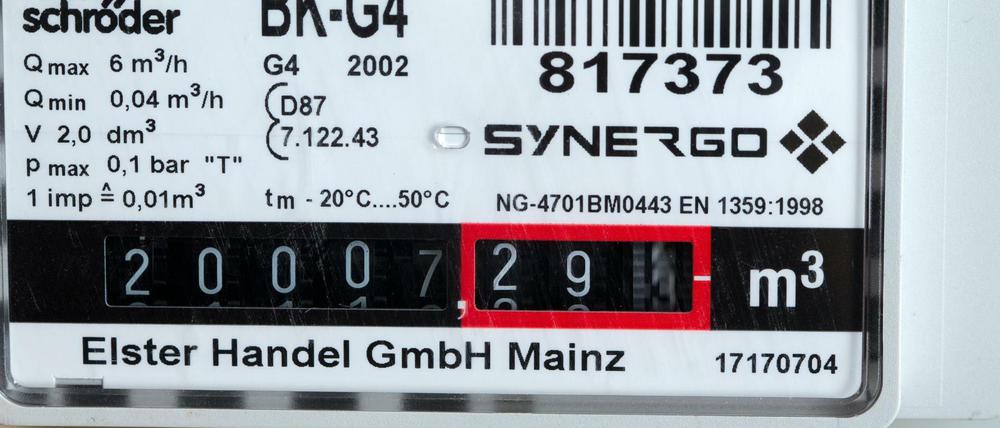 schröder
BK-G4
Qmax 6 m³/h
G4 2002
817373
Qmin 0,04 m³/h
D87
V 2,0 dm³
7.122.43
SYNERGO
pmax 0,1 bar "T"
1 imp ≙ 0,01m³
tm - 20°C....50°C
NG-4701BM0443 EN 1359:1998
2 0 0 0 7 , 2 9
m³
Elster Handel GmbH Mainz
17170704